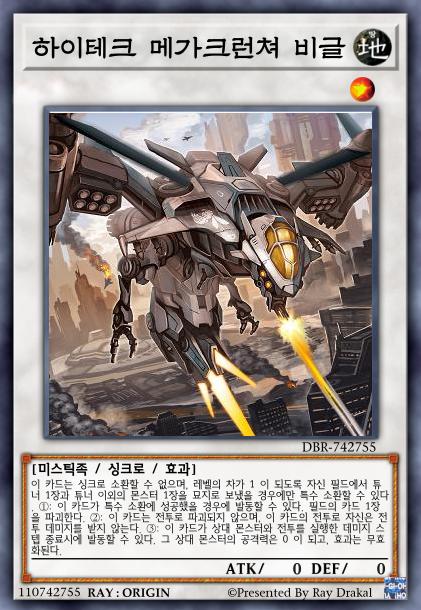 하이테크 메가크런쳐 비글
땅
地
DBR-742755
[미스틱족 / 싱크로 / 효과]
이 카드는 싱크로 소환할 수 없으며, 레벨의 차가 1 이 되도록 자신 필드에서 튜
너 1장과 튜너 이외의 몬스터 1장을 묘지로 보냈을 경우에만 특수 소환할 수 있다
. ①: 이 카드가 특수 소환에 성공했을 경우에 발동할 수 있다. 필드의 카드 1장
을 파괴한다. ②: 이 카드는 전투로 파괴되지 않으며, 이 카드의 전투로 자신은 전
투 데미지를 받지 않는다. ③: 이 카드가 상대 몬스터와 전투를 실행한 데미지 스
텝 종료시에 발동할 수 있다. 그 상대 몬스터의 공격력은 0 이 되고, 효과는 무효
화된다.
ATK/ 0 DEF/ 0
110742755 RAY : ORIGIN ©Presented By Ray Drakal